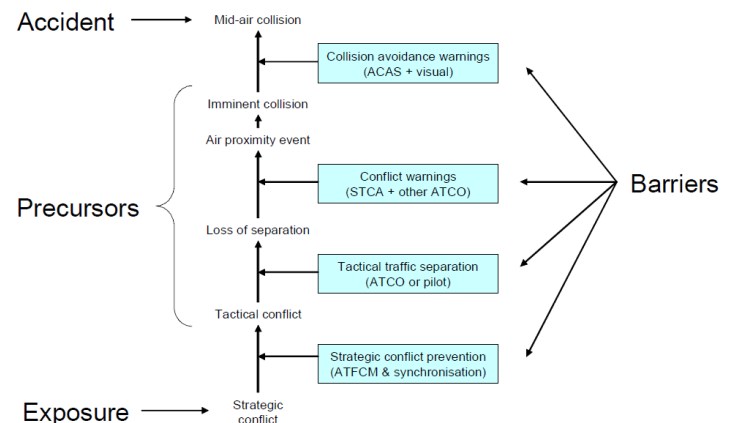 Accident
Mid-air collision
Collision avoidance warnings
(ACAS + visual)
Imminent collision
Air proximity event
Conflict warnings
(STCA + other ATCO)
Barriers
Precursors
Loss of separation
Tactical traffic separation
(ATCO or pilot)
Tactical conflict
Strategic conflict prevention
(ATFCM & synchronisation)
Exposure
Strategic
conflict